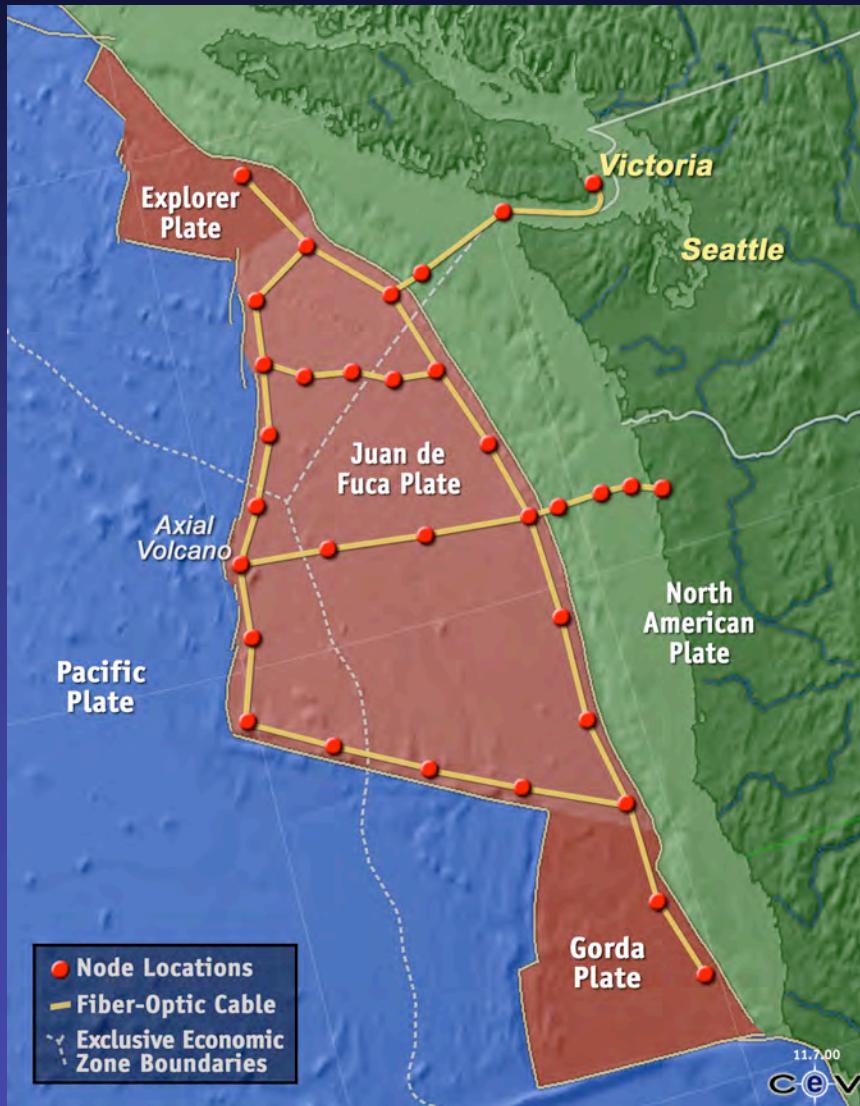 Victoria
Explorer
Plate
Seattle
Juan de
Fuca Plate
Axial
Volcano
North
American
Plate
Pacific
Plate
Gorda
Plate
Node Locations
Fiber-Optic Cable
Exclusive Economic
Zone Boundaries
11.7.00
CeV